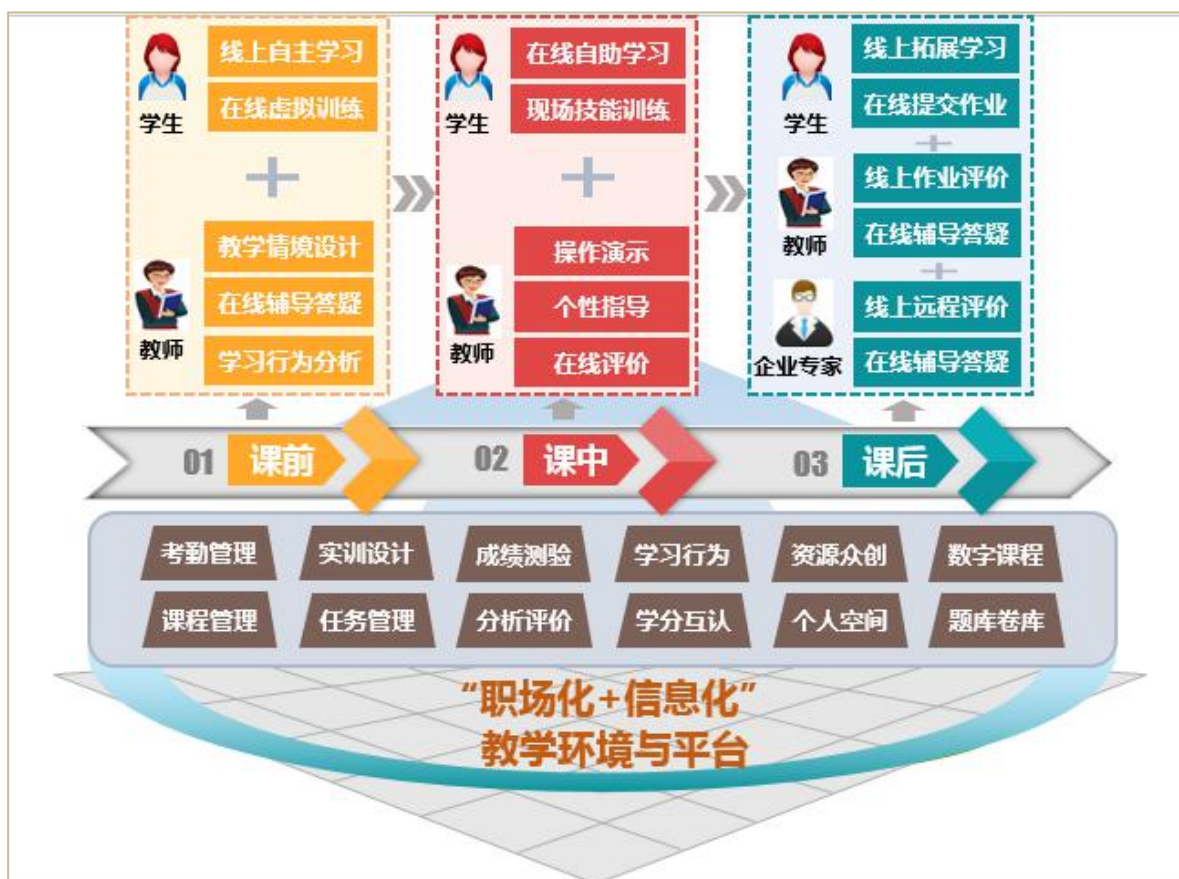 线上自主学习
在线虚拟训练
学生
教学情境设计
在线辅导答疑
学习行为分析
教师
在线自助学习
现场技能训练
学生
操作演示
个性指导
在线评价
教师
线上拓展学习
在线提交作业
学生
线上作业评价
在线辅导答疑
教师
线上远程评价
在线辅导答疑
企业专家
01 课前 02 课中 03 课后
考勤管理 实训设计 成绩测验 学习行为 资源众创 数字课程
课程管理 任务管理 分析评价 学分互认 个人空间 题库卷库
“职场化+信息化”
教学环境与平台